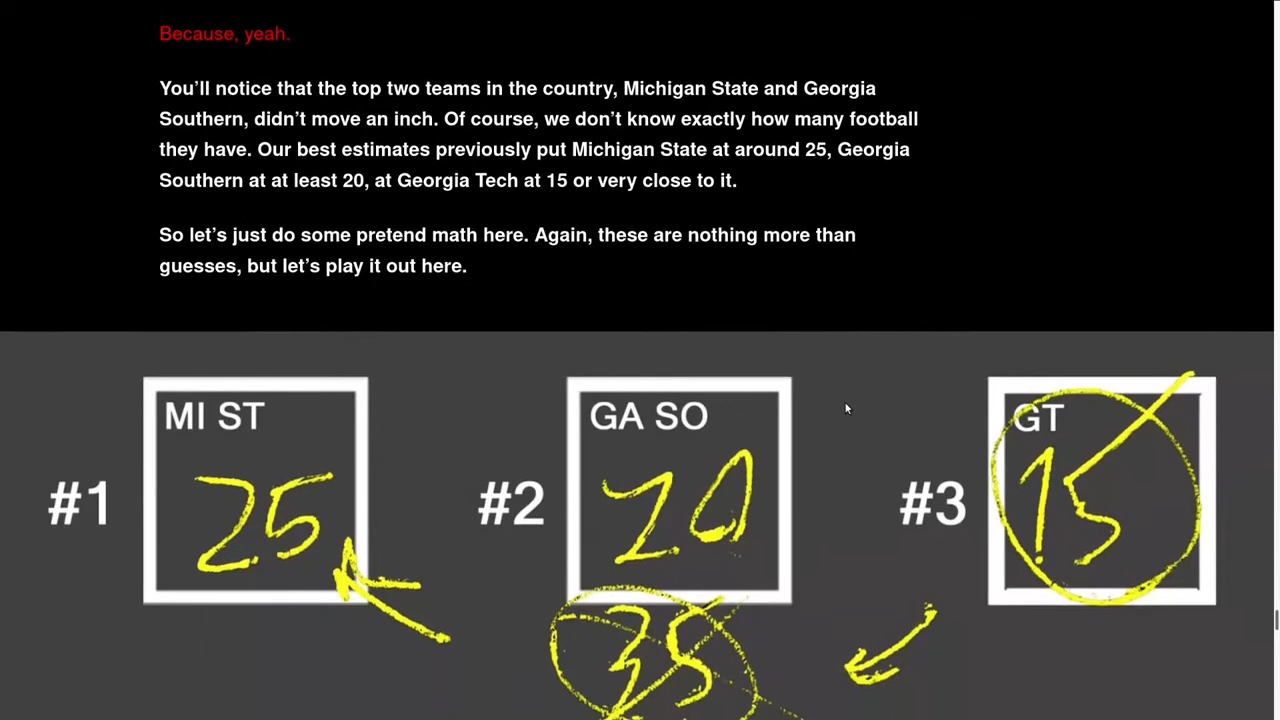 Because, yeah.
You’ll notice that the top two teams in the country, Michigan State and Georgia
Southern, didn’t move an inch. Of course, we don’t know exactly how many football
they have. Our best estimates previously put Michigan State at around 25, Georgia
Southern at at least 20, at Georgia Tech at 15 or very close to it.
So let’s just do some pretend math here. Again, these are nothing more than
guesses, but let’s play it out here.
MI ST
GA SO
GT
#1
25
#2
20
#3
15
35